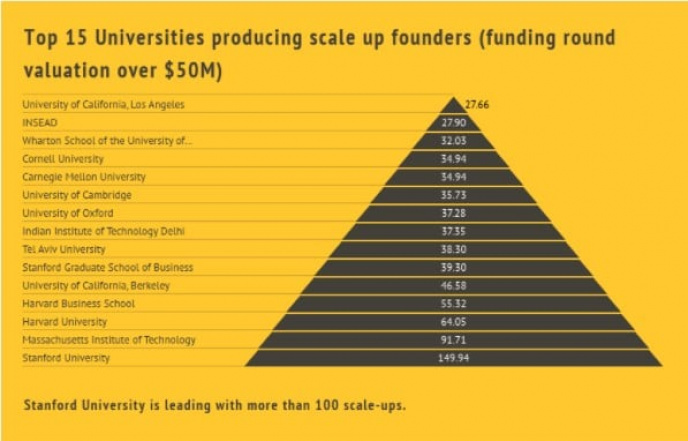 Top 15 Universities producing scale up founders (funding round
valuation over $50M)
University of California, Los Angeles 27.66
INSEAD 27.90
Wharton School of the University of... 32.03
Cornell University 34.94
Carnegie Mellon University 34.94
University of Cambridge 35.73
University of Oxford 37.28
Indian Institute of Technology Delhi 37.35
Tel Aviv University 38.30
Stanford Graduate School of Business 39.30
University of California, Berkeley 46.58
Harvard Business School 55.32
Harvard University 64.05
Massachusetts Institute of Technology 91.71
Stanford University 149.94
Stanford University is leading with more than 100 scale-ups.